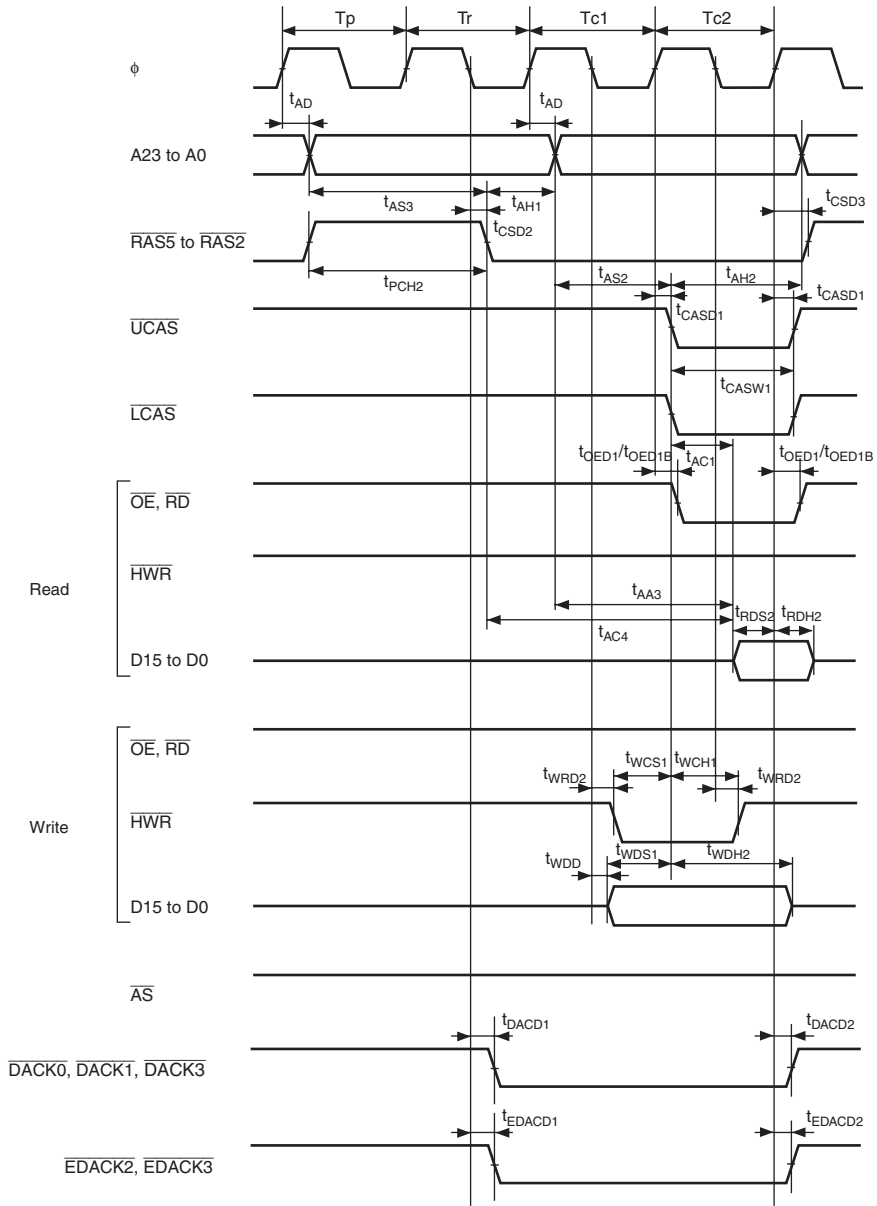 Tp Tr Tc1 Tc2
ϕ
tAD tAD
A23 to A0
tAS3 tAH1 tCSD3
tCSD2
RAS5 to RAS2
tPCH2 tAS2 tAH2
tCASD1 tCASD1
UCAS
tCASW1
LCAS
tOED1/tOED1B tAC1 tOED1/tOED1B
OE, RD
HWR
Read
tAA3
tRDS2 tRDH2
tAC4
D15 to D0
OE, RD
tWCS1 tWCH1
tWRD2 tWRD2
Write
HWR
tWDS1 tWDH2
tWDD
D15 to D0
AS
tDACD1 tDACD2
DACK0, DACK1, DACK3
tEDACD1 tEDACD2
EDACK2, EDACK3